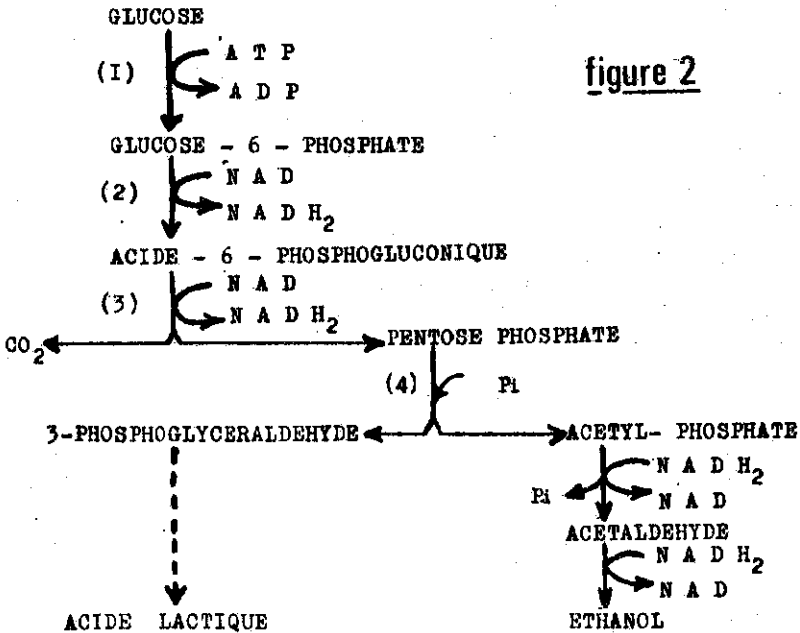 GLUCOSE
(I)
A T P
A D P
figure 2
GLUCOSE - 6 - PHOSPHATE
(2)
N A D
N A D H2
ACIDE - 6 - PHOSPHOGLUCONIQUE
(3)
N A D
N A D H2
CO2
PENTOSE PHOSPHATE
(4)
Pi
3-PHOSPHOGLYCERALDEHYDE
ACETYL- PHOSPHATE
N A D H2
Pi
N A D
ACETALDEHYDE
N A D H2
N A D
ACIDE LACTIQUE
ETHANOL